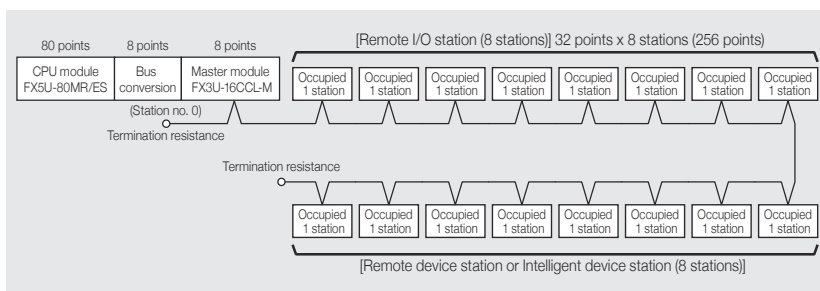 80 points
8 points
8 points
[Remote I/O station (8 stations)] 32 points x 8 stations (256 points)
CPU module
FX5U-80MR/ES
Bus
conversion
Master module
FX3U-16CCL-M
Occupied
1 station
Occupied
1 station
Occupied
1 station
Occupied
1 station
Occupied
1 station
Occupied
1 station
Occupied
1 station
Occupied
1 station
(Station no. 0)
Termination resistance
Termination resistance
Occupied
1 station
Occupied
1 station
Occupied
1 station
Occupied
1 station
Occupied
1 station
Occupied
1 station
Occupied
1 station
Occupied
1 station
[Remote device station or Intelligent device station (8 stations)]